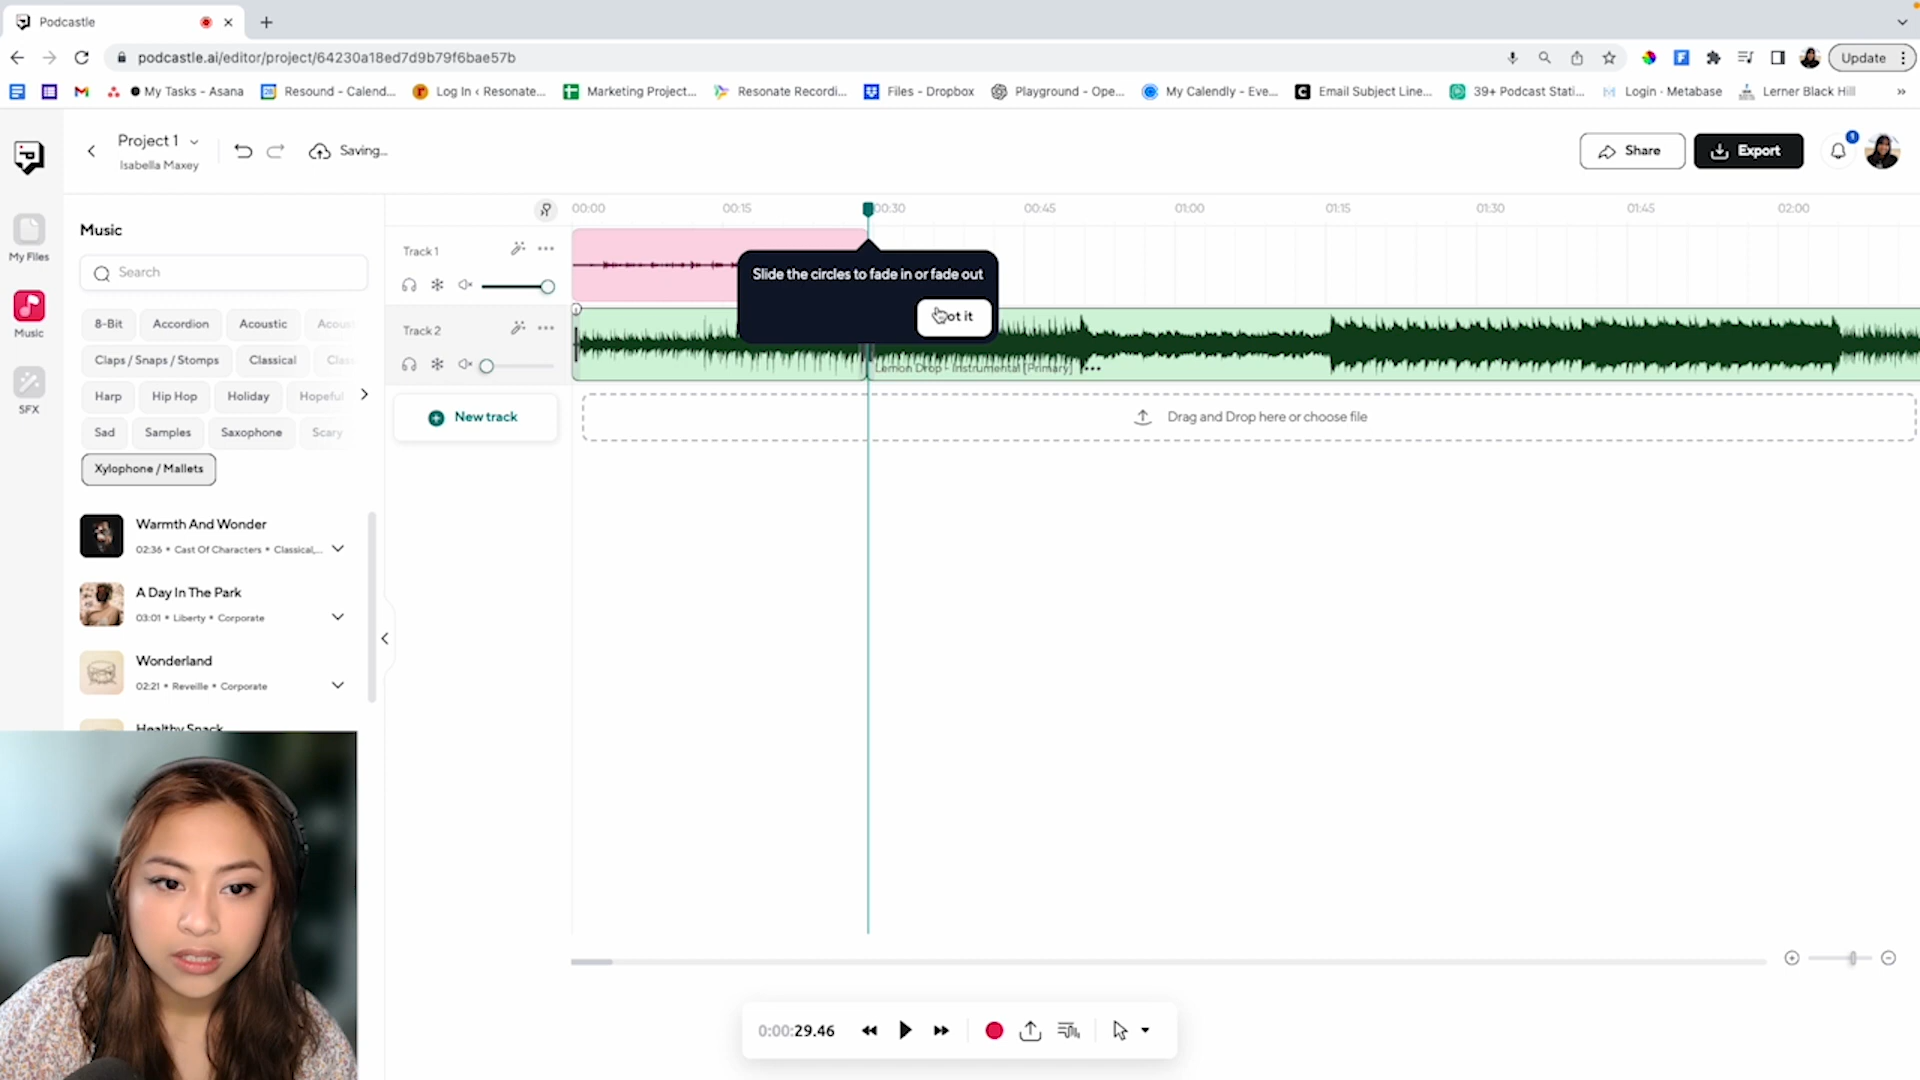 Podcastle
podcastle.ai/editor/project/64230a18ed7d9b79f6bae57b
Update
My Tasks - Asana
Resound - Calend...
Log In ‹ Resonate...
Marketing Project...
Resonate Recordi...
Files - Dropbox
Playground - Ope...
My Calendly - Eve...
Email Subject Line...
39+ Podcast Stati...
Login · Metabase
Lerner Black Hill
Project 1
Isabella Maxey
Saving...
Share
Export
1
My Files
Music
SFX
Music
Search
8-Bit
Accordion
Acoustic
Acous
Claps / Snaps / Stomps
Classical
Class
Harp
Hip Hop
Holiday
Hopeful
Sad
Samples
Saxophone
Scary
Xylophone / Mallets
Warmth And Wonder
02:36 • Cast Of Characters • Classical,...
A Day In The Park
03:01 • Liberty • Corporate
Wonderland
02:21 • Reveille • Corporate
Healthy Snack
00:00
00:15
00:30
00:45
01:00
01:15
01:30
01:45
02:00
Track 1
Track 2
New track
Slide the circles to fade in or fade out
ot it
Lemon Drop - Instrumental [Primary]
Drag and Drop here or choose file
0:00:29.46